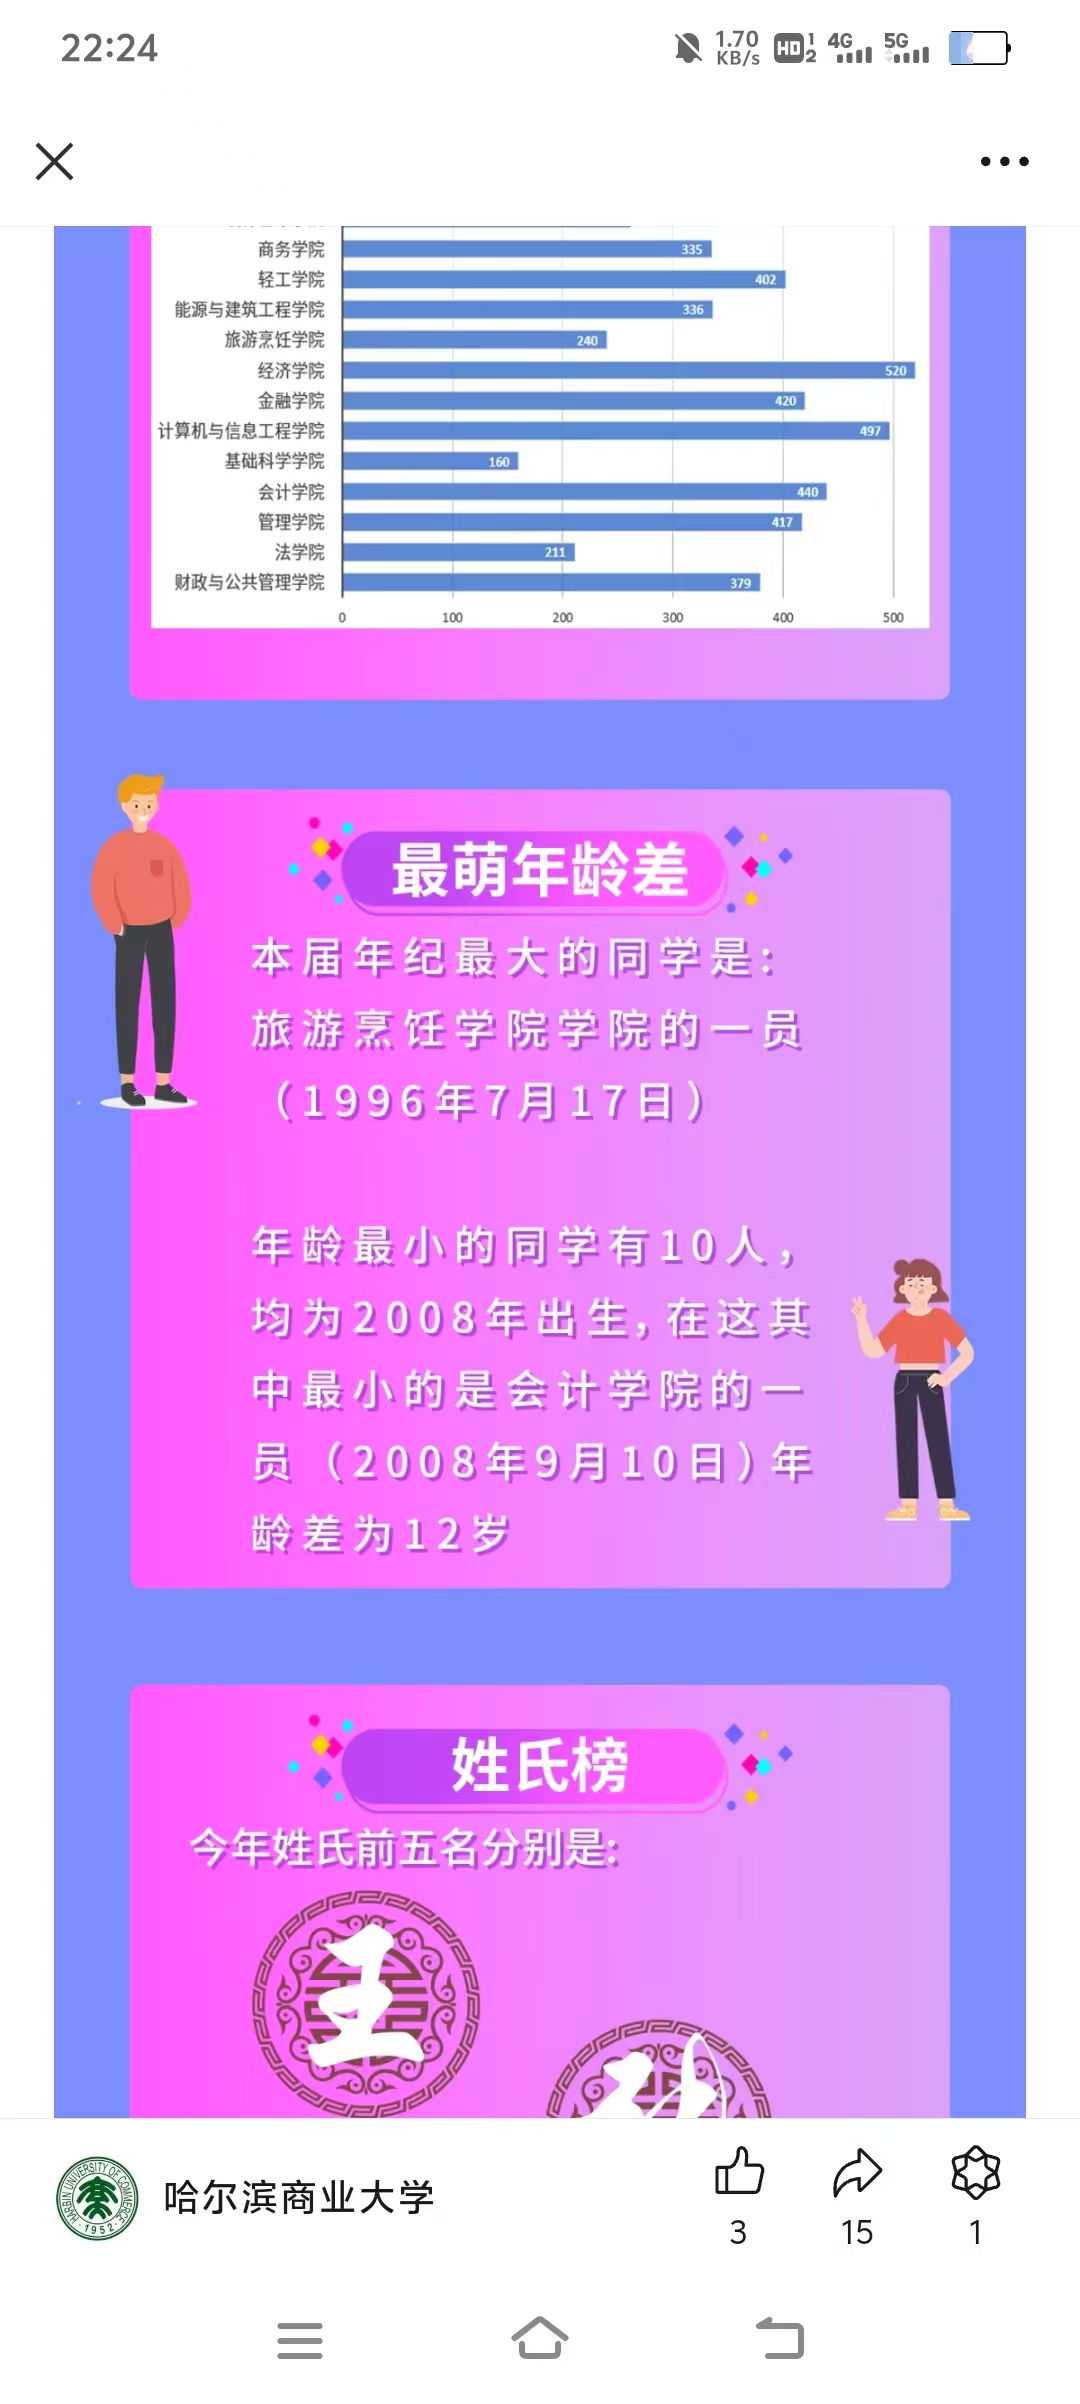 22:24
1.70
KB/s
HD 1 2
4G
5G
商务学院 335
轻工学院 402
能源与建筑工程学院 336
旅游烹饪学院 240
经济学院 520
金融学院 420
计算机与信息工程学院 497
基础科学学院 160
会计学院 440
管理学院 417
法学院 211
财政与公共管理学院 379
0 100 200 300 400 500
最萌年龄差
本届年纪最大的同学是:
旅游烹饪学院学院的一员
（1996年7月17日）
年龄最小的同学有10人，
均为2008年出生，在这其
中最小的是会计学院的一
员（2008年9月10日）年
龄差为12岁
姓氏榜
今年姓氏前五名分别是:
王
HARBIN UNIVERSITY OF COMMERCE
·1952·
哈尔滨商业大学
3
15
1